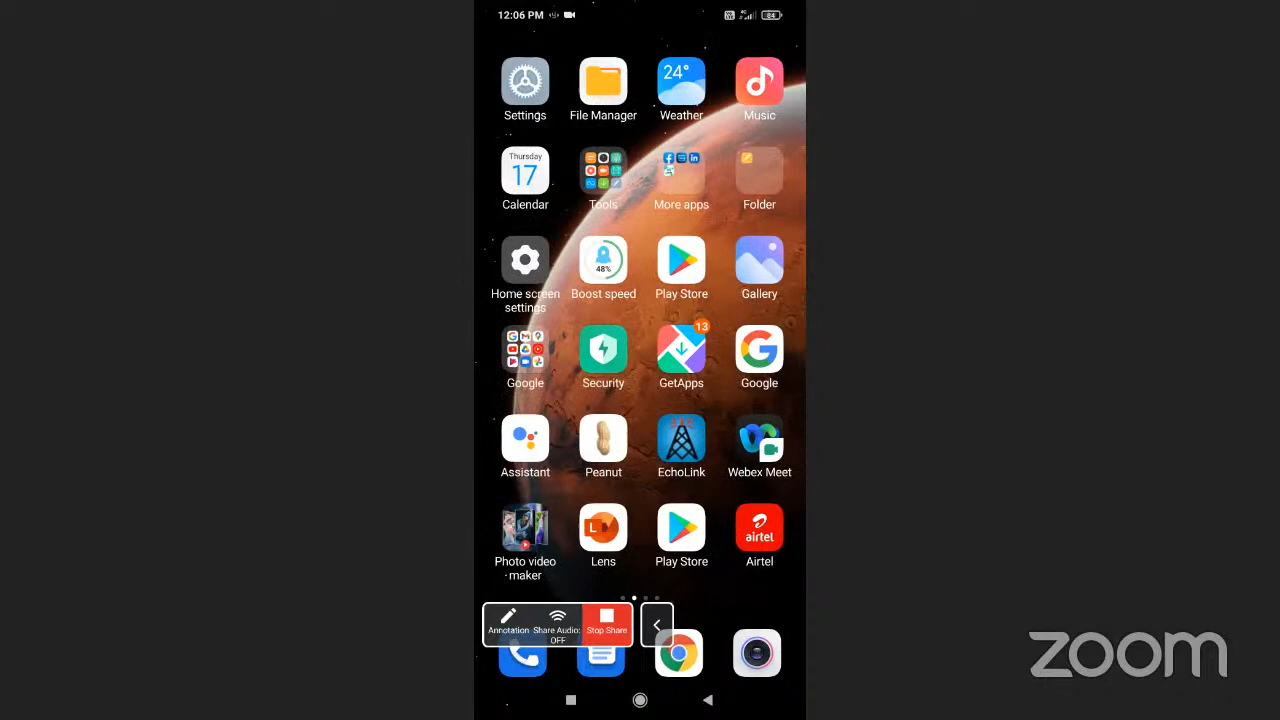 12:06 PM
4G
84
24°
Settings
File Manager
Weather
Music
Thursday
17
Calendar
Tools
More apps
Folder
48%
Home screen
settings
Boost speed
Play Store
Gallery
13
Google
Security
GetApps
Google
Assistant
Peanut
EchoLink
Webex Meet
L
airtel
Photo video
maker
Lens
Play Store
Airtel
Annotation
Share Audio:
OFF
Stop Share
zoom